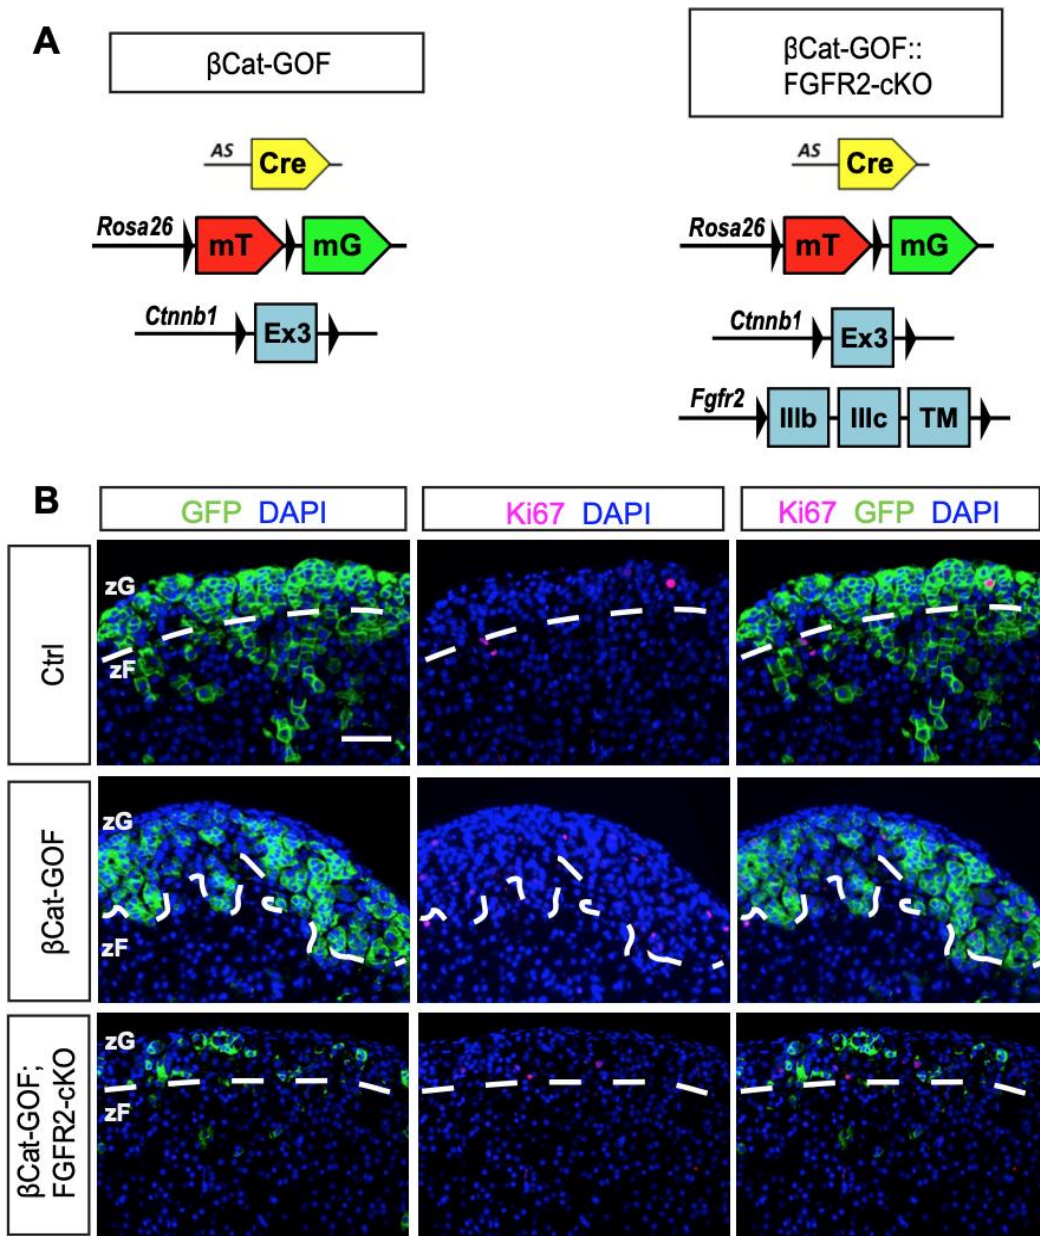 A
βCat-GOF
βCat-GOF::
FGFR2-cKO
AS Cre
AS Cre
Rosa26 mT mG
Rosa26 mT mG
Ctnnb1 Ex3
Ctnnb1 Ex3
Fgfr2 IIIb IIIc TM
B
GFP DAPI
Ki67 DAPI
Ki67 GFP DAPI
Ctrl
zG
zF
βCat-GOF
zG
zF
βCat-GOF;
FGFR2-cKO
zG
zF